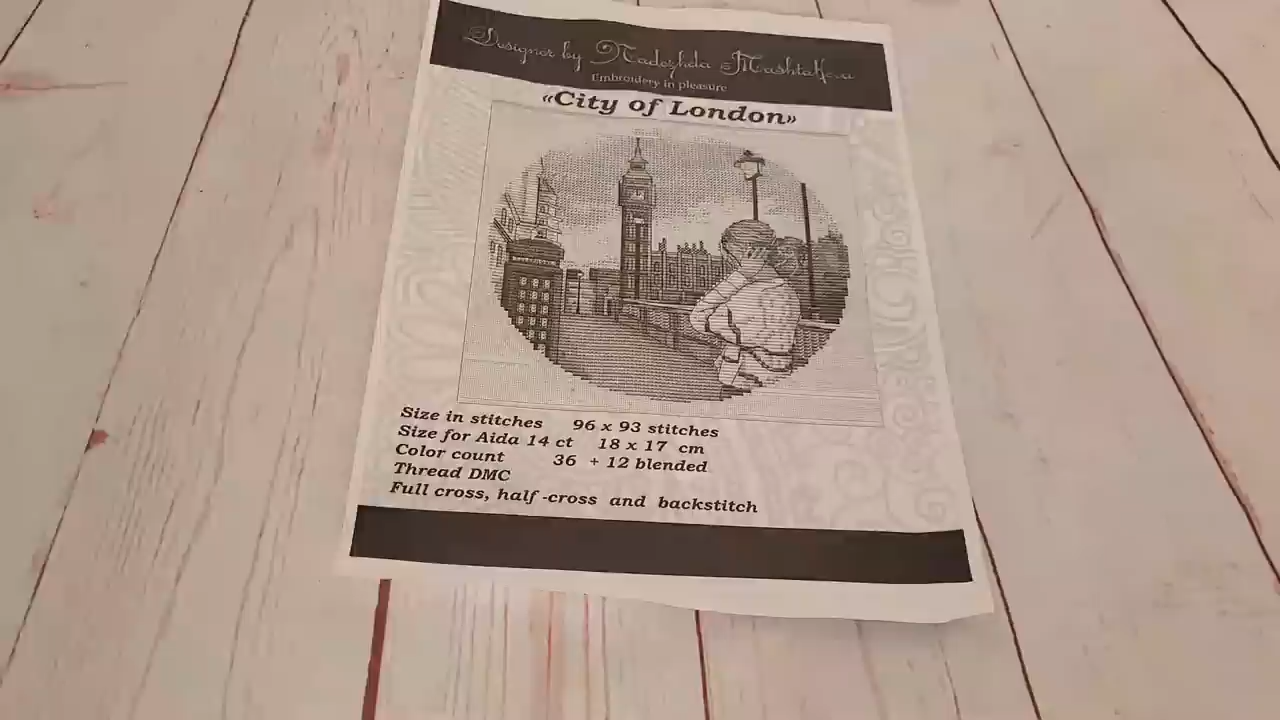 Designer by Nadezhda Mashtakova
Embroidery in pleasure
«City of London»
Size in stitches 96 x 93 stitches
Size for Aida 14 ct 18 x 17 cm
Color count 36 + 12 blended
Thread DMC
Full cross, half -cross and backstitch